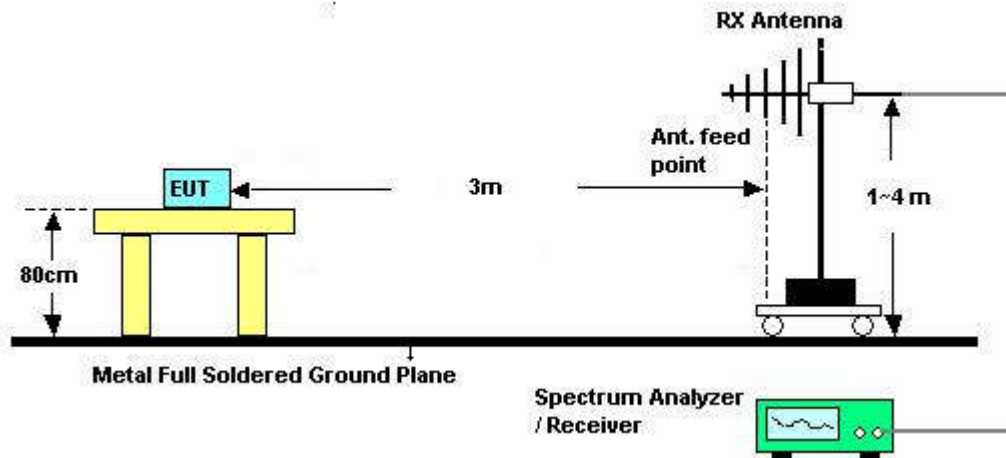 RX Antenna
Ant. feed
point
EUT
3m
1~4 m
80cm
Metal Full Soldered Ground Plane
Spectrum Analyzer
/ Receiver